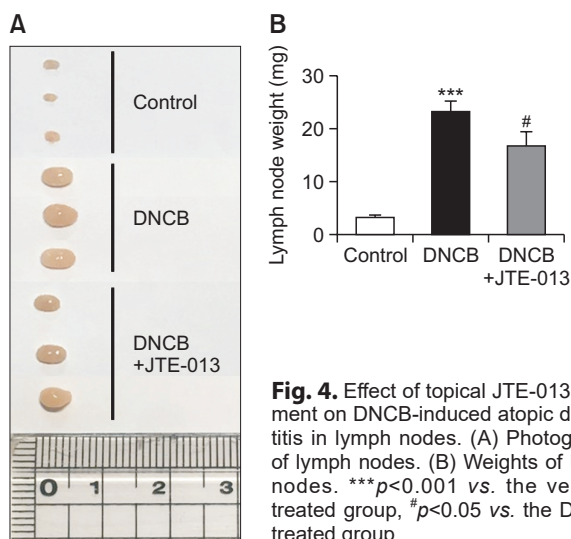 A
Control
DNCB
DNCB
+JTE-013
0 1 2 3
B
Lymph node weight (mg)
30
20
10
0
***
#
Control DNCB DNCB
+JTE-013
Fig. 4. Effect of topical JTE-013
ment on DNCB-induced atopic d
titis in lymph nodes. (A) Photog
of lymph nodes. (B) Weights of
nodes. ***p<0.001 vs. the ve
treated group, #p<0.05 vs. the D
treated group.